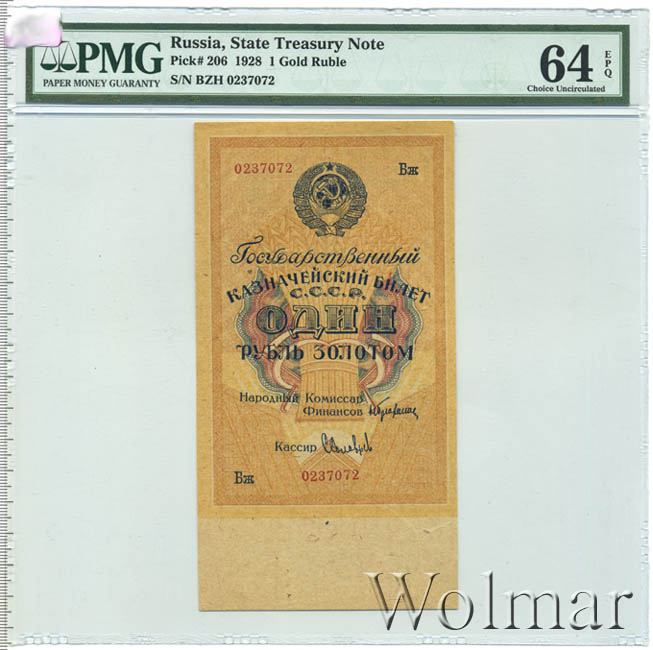 PMG
PAPER MONEY GUARANTY
Russia, State Treasury Note
Pick# 206 1928 1 Gold Ruble
S/N BZH 0237072
64 EPQ
Choice Uncirculated
0237072
Бж
Государственный
КАЗНАЧЕЙСКИЙ БИЛЕТ
С.С.С.Р.
ОДИН
РУБЛЬ ЗОЛОТОМ
Народный Комиссар
Финансов
Кассир
Бж 0237072
Wolmar